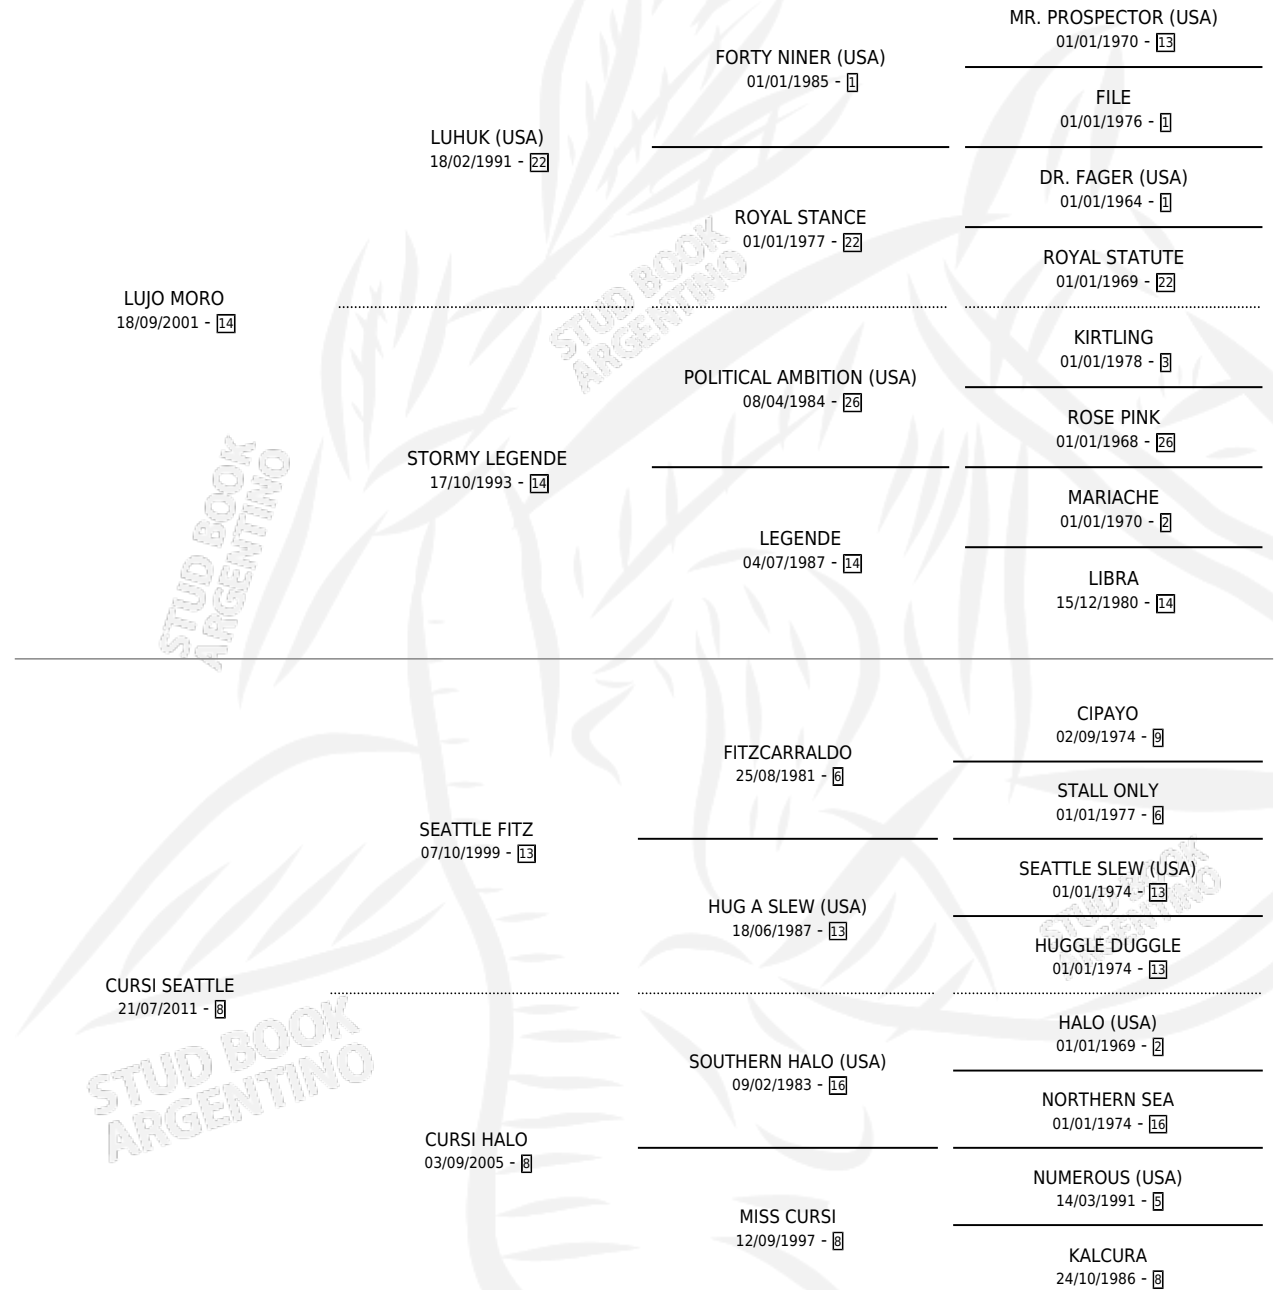 MR. PROSPECTOR (USA)
01/01/1970 - 13
FORTY NINER (USA)
01/01/1985 - 1
FILE
01/01/1976 - 1
LUHUK (USA)
18/02/1991 - 22
DR. FAGER (USA)
01/01/1964 - 1
ROYAL STANCE
01/01/1977 - 22
ROYAL STATUTE
01/01/1969 - 22
LUJO MORO
18/09/2001 - 14
KIRTLING
01/01/1978 - 3
POLITICAL AMBITION (USA)
08/04/1984 - 26
ROSE PINK
01/01/1968 - 26
STORMY LEGENDE
17/10/1993 - 14
MARIACHE
01/01/1970 - 2
LEGENDE
04/07/1987 - 14
LIBRA
15/12/1980 - 14
CIPAYO
02/09/1974 - 9
FITZCARRALDO
25/08/1981 - 6
STALL ONLY
01/01/1977 - 6
SEATTLE FITZ
07/10/1999 - 13
SEATTLE SLEW (USA)
01/01/1974 - 13
HUG A SLEW (USA)
18/06/1987 - 13
HUGGLE DUGGLE
01/01/1974 - 13
CURSI SEATTLE
21/07/2011 - 8
HALO (USA)
01/01/1969 - 2
SOUTHERN HALO (USA)
09/02/1983 - 16
NORTHERN SEA
01/01/1974 - 16
CURSI HALO
03/09/2005 - 8
NUMEROUS (USA)
14/03/1991 - 5
MISS CURSI
12/09/1997 - 8
KALCURA
24/10/1986 - 8
STUD BOOK
ARGENTINO
STUD BOOK
ARGENTINO
STUD BOOK
ARGENTINO
STUD BOOK
ARGENTINO